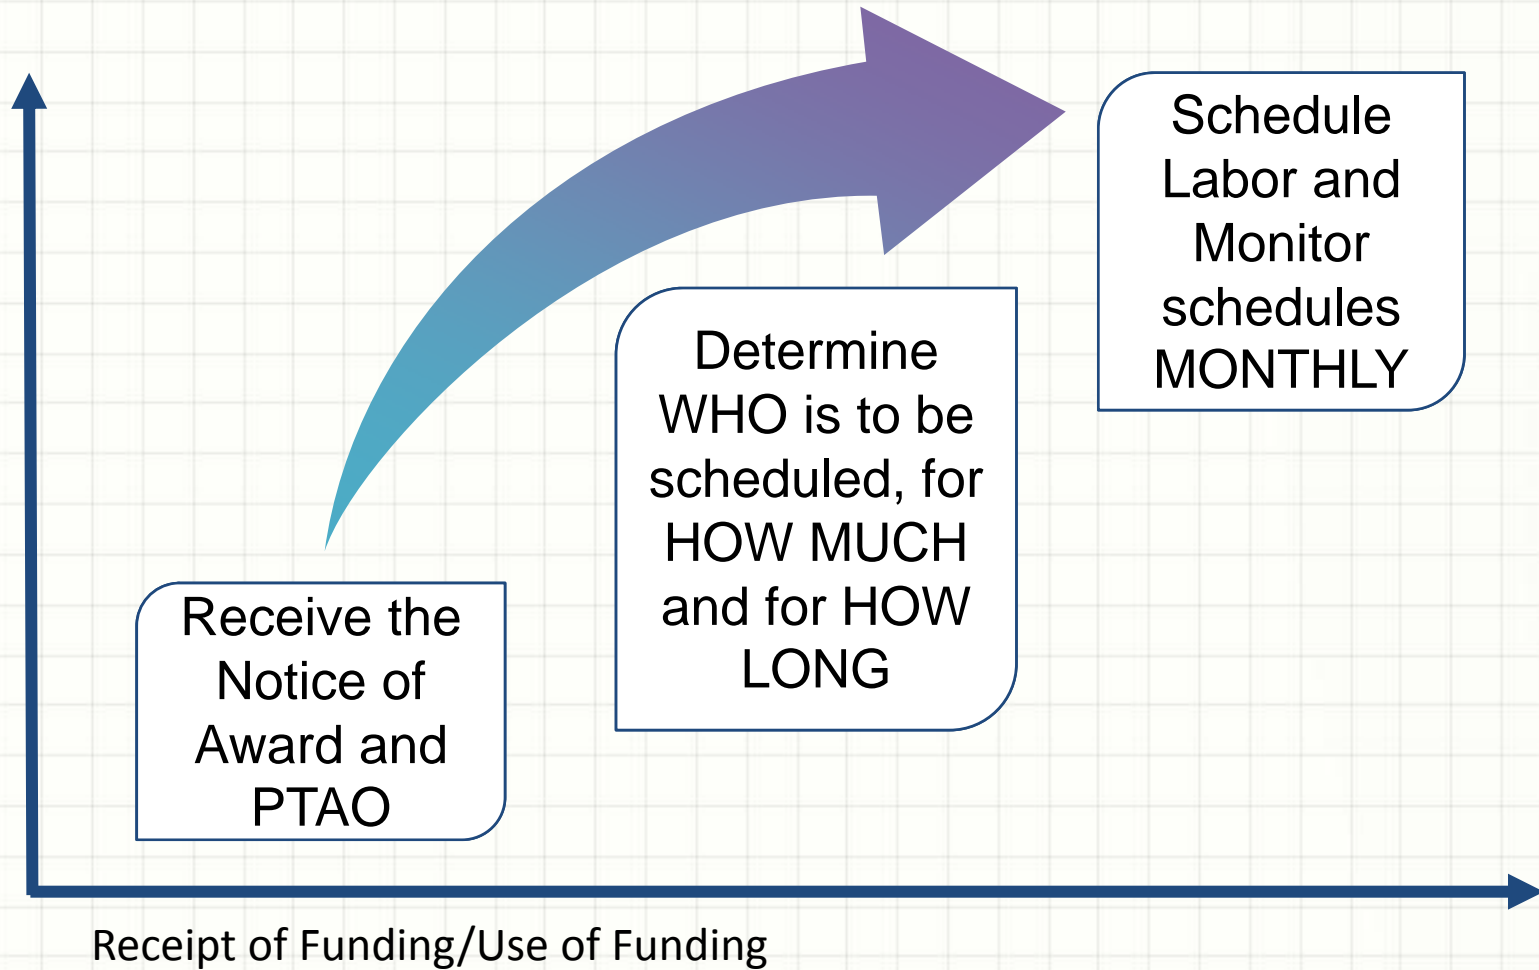 Receive the
Notice of
Award and
PTAO
Determine
WHO is to be
scheduled, for
HOW MUCH
and for HOW
LONG
Schedule
Labor and
Monitor
schedules
MONTHLY
Receipt of Funding/Use of Funding